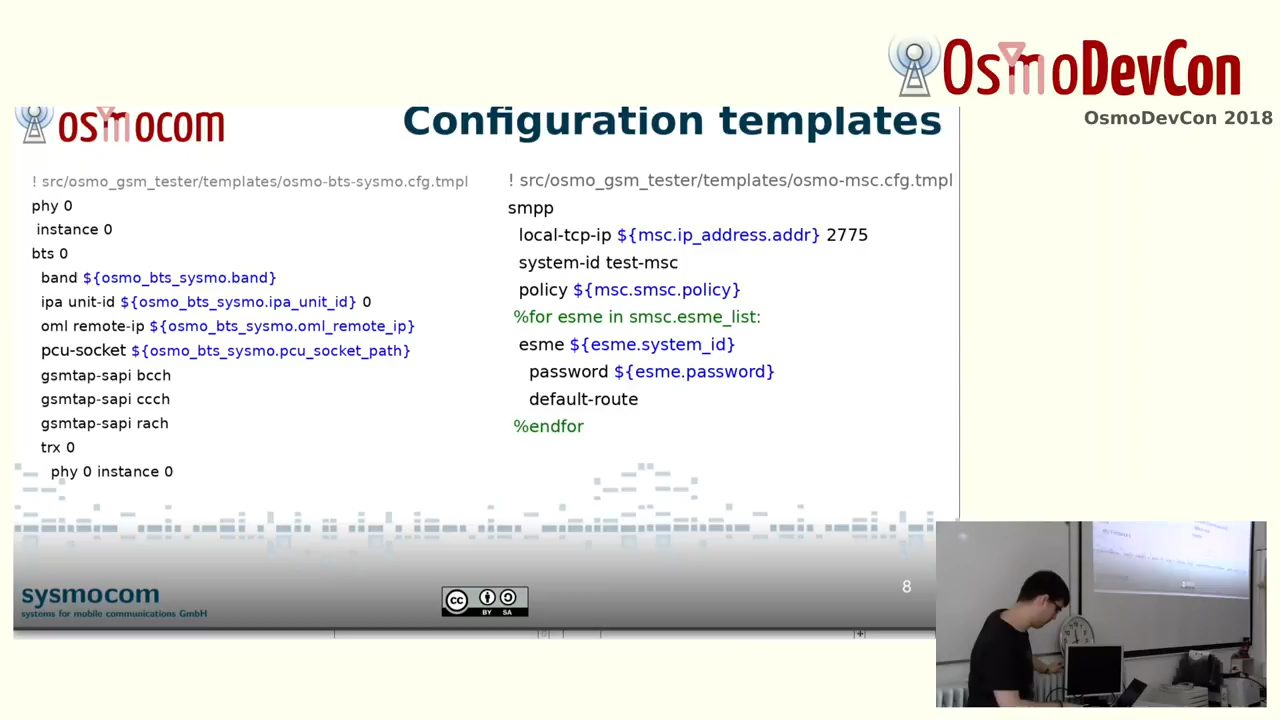 OsmoDevCon
OsmoDevCon 2018
osmocom
Configuration templates
! src/osmo_gsm_tester/templates/osmo-bts-sysmo.cfg.tmpl
phy 0
instance 0
bts 0
band ${osmo_bts_sysmo.band}
ipa unit-id ${osmo_bts_sysmo.ipa_unit_id} 0
oml remote-ip ${osmo_bts_sysmo.oml_remote_ip}
pcu-socket ${osmo_bts_sysmo.pcu_socket_path}
gsmtap-sapi bcch
gsmtap-sapi ccch
gsmtap-sapi rach
trx 0
phy 0 instance 0
! src/osmo_gsm_tester/templates/osmo-msc.cfg.tmpl
smpp
local-tcp-ip ${msc.ip_address.addr} 2775
system-id test-msc
policy ${msc.smsc.policy}
%for esme in smsc.esme_list:
esme ${esme.system_id}
password ${esme.password}
default-route
%endfor
sysmocom
systems for mobile communications GmbH
cc
BY SA
8